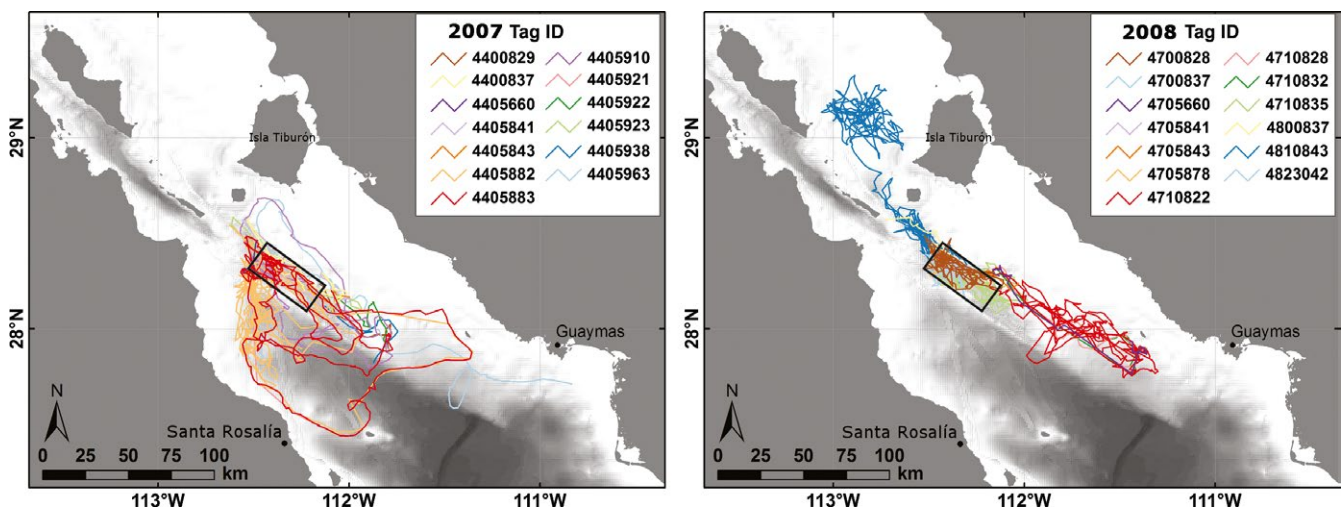 2007 Tag ID
4400829 4405910
4400837 4405921
4405660 4405922
4405841 4405923
4405843 4405938
4405882 4405963
4405883
Isla Tiburón
Guaymas
Santa Rosalía
N
0 25 50 75 100
km
29°N
28°N
113°W 112°W 111°W
2008 Tag ID
4700828 4710828
4700837 4710832
4705660 4710835
4705841 4800837
4705843 4810843
4705878 4823042
4710822
Isla Tiburón
Guaymas
Santa Rosalía
N
0 25 50 75 100
km
29°N
28°N
113°W 112°W 111°W